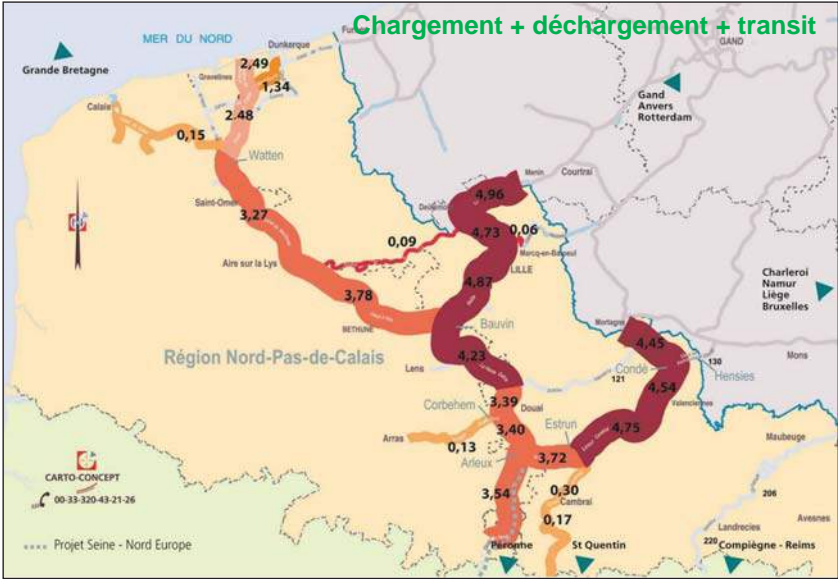 Chargement + déchargement + transit
MER DU NORD
Dunkerque
Furnes
GAND
Grande Bretagne
2,49
Gravelines
1,34
Gand
Anvers
Rotterdam
Calais
2.48
0,15
Watten
Menin
Courtrai
4,96
Saint-Omer
3,27
0,09
4,73
0,06
Marcq-en-Barœul
LILLE
Aire sur la Lys
4,87
Charleroi
Namur
Liège
Bruxelles
3,78
BETHUNE
Bauvin
Mortagne
4,45
Région Nord-Pas-de-Calais
4,23
Lens
130
Mons
Condé
121
Hensies
3,39
4,54
Valenciennes
Corbehem
Douai
3,40
Estrun
4,75
Arras
0,13
Maubeuge
Arleux
3,72
CARTO-CONCEPT
00-33-320-43-21-26
3,54
0,30
Cambrai
206
0,17
Avesnes
Landrecies
220
Projet Seine - Nord Europe
Péronne
St Quentin
Compiègne - Reims